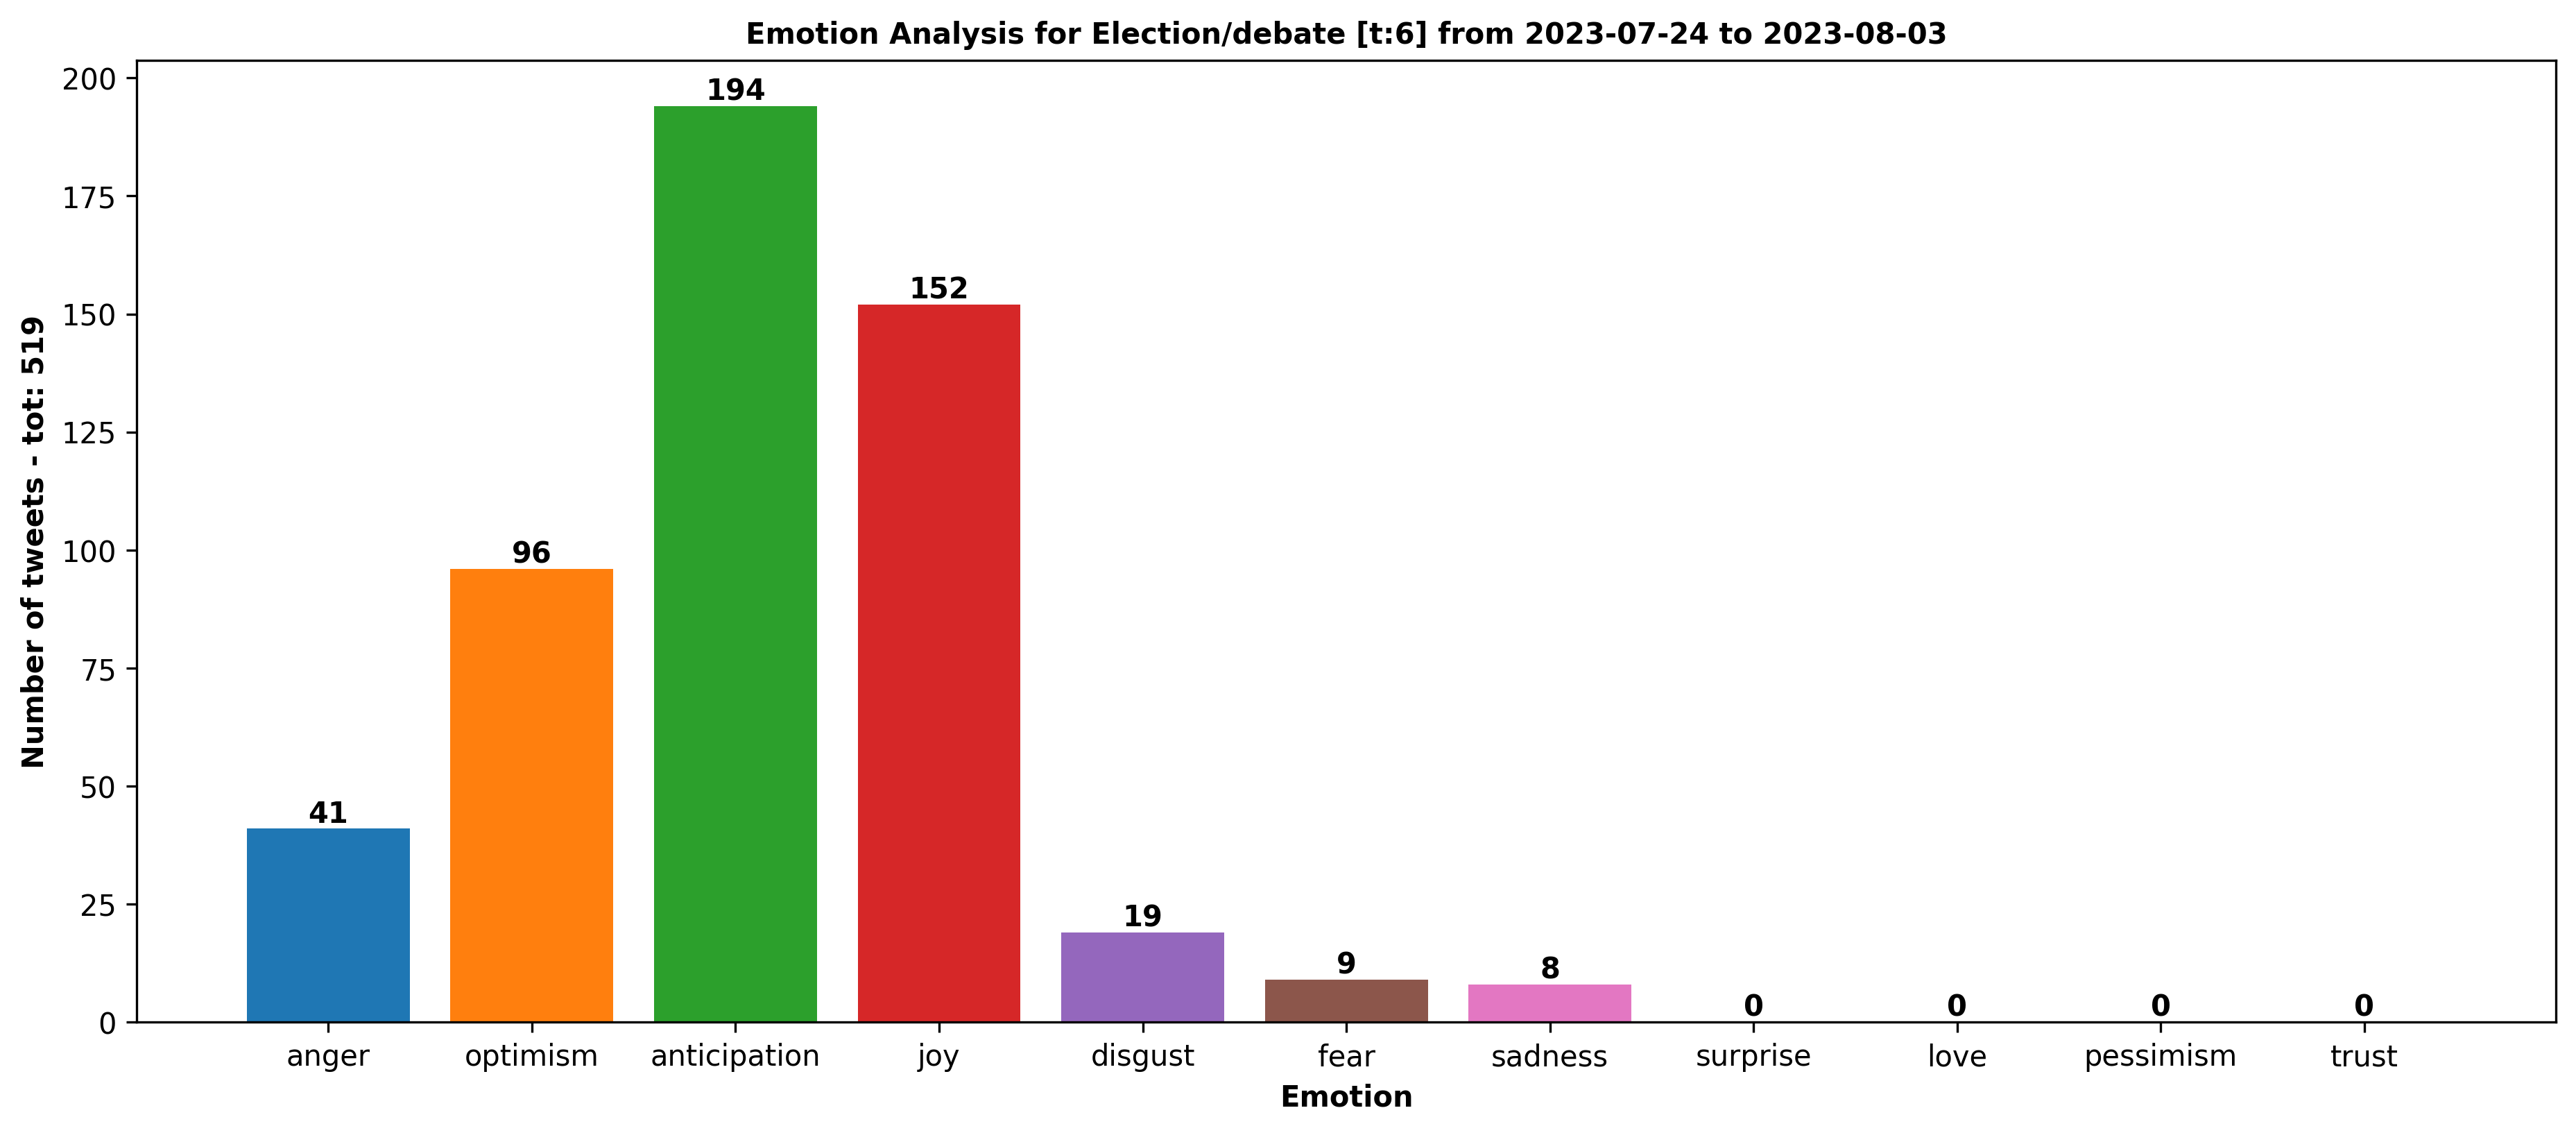 Emotion Analysis for Election/debate [t:6] from 2023-07-24 to 2023-08-03
Number of tweets - tot: 519
200
175
150
125
100
75
50
25
0
41
96
194
152
19
9
8
0
0
0
0
anger
optimism
anticipation
joy
disgust
fear
sadness
surprise
love
pessimism
trust
Emotion